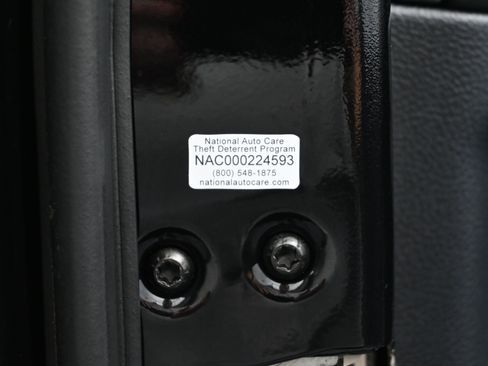 National Auto Care
Theft Deterrent Program
NAC000224593
(800) 548-1875
nationalautocare.com